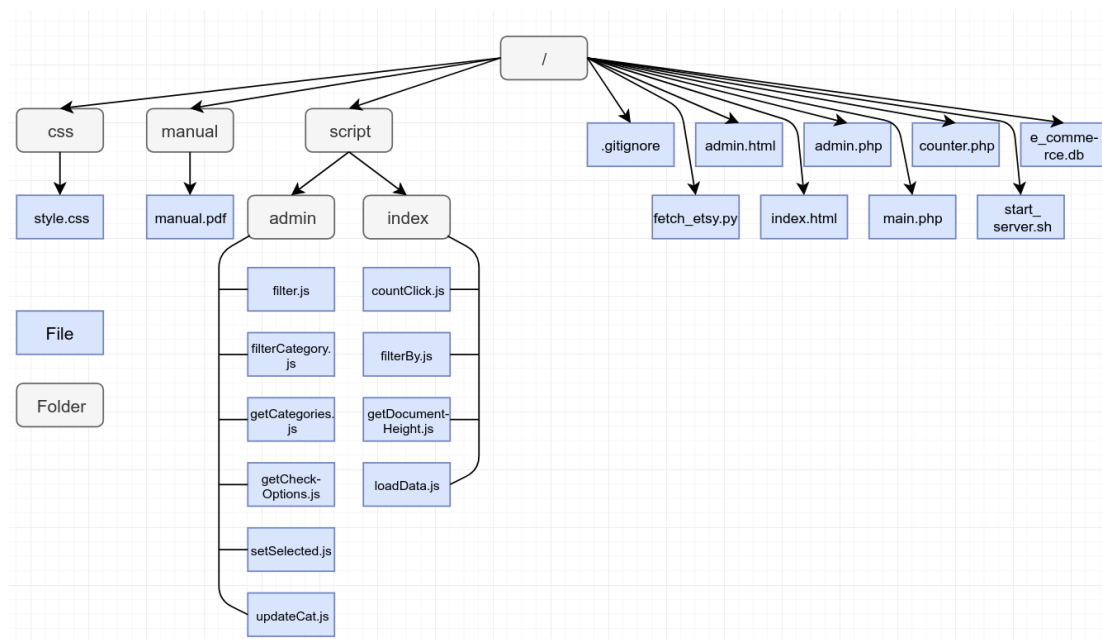 /
css
manual
script
.gitignore
admin.html
admin.php
counter.php
e_comme-
rce.db
style.css
manual.pdf
admin
index
fetch_etsy.py
index.html
main.php
start_
server.sh
filter.js
countClick.js
File
filterCategory.
js
filterBy.js
Folder
getCategories.
js
getDocument-
Height.js
getCheck-
Options.js
loadData.js
setSelected.js
updateCat.js